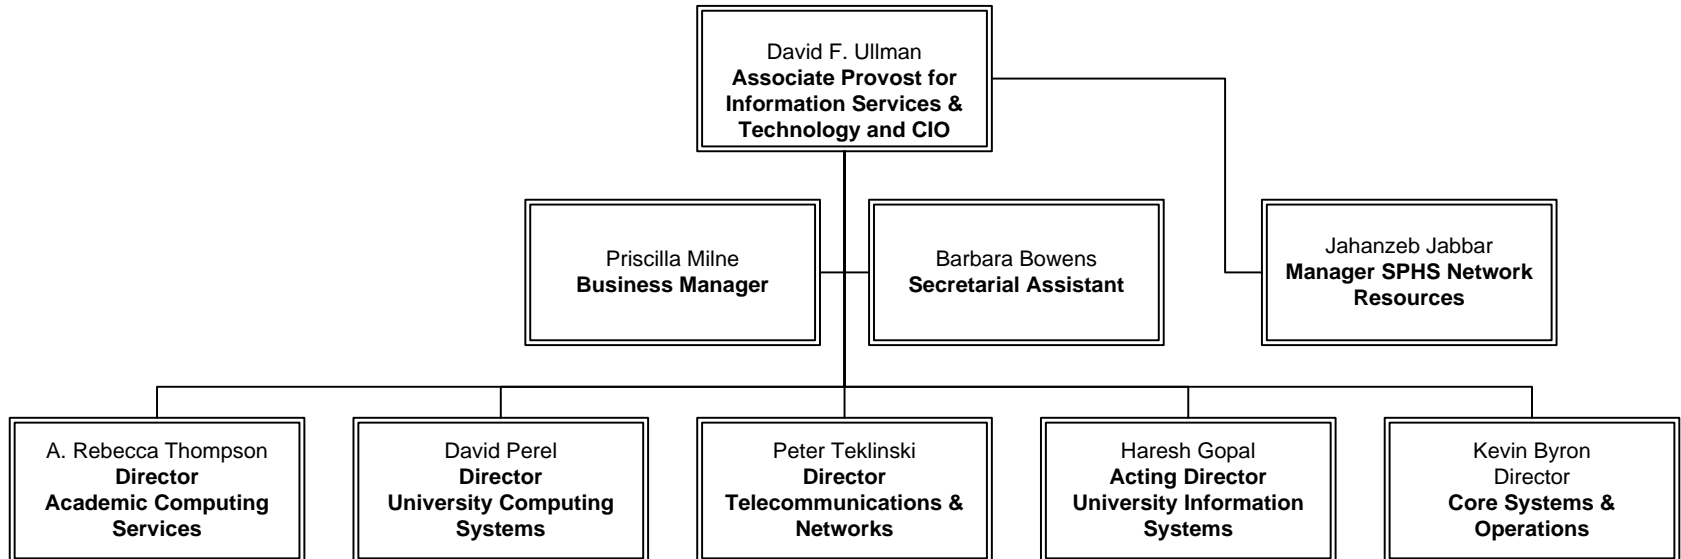 David F. Ullman
Associate Provost for
Information Services &
Technology and CIO
Priscilla Milne
Business Manager
Barbara Bowens
Secretarial Assistant
Jahanzeb Jabbar
Manager SPHS Network
Resources
A. Rebecca Thompson
Director
Academic Computing
Services
David Perel
Director
University Computing
Systems
Peter Teklinski
Director
Telecommunications &
Networks
Haresh Gopal
Acting Director
University Information
Systems
Kevin Byron
Director
Core Systems &
Operations